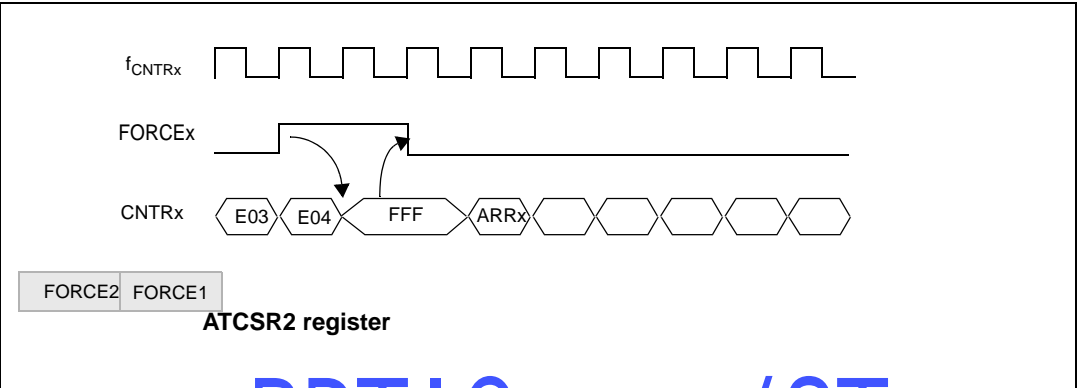 fCNTRx
FORCEx
CNTRx E03 E04 FFF ARRx
FORCE2 FORCE1
ATCSR2 register